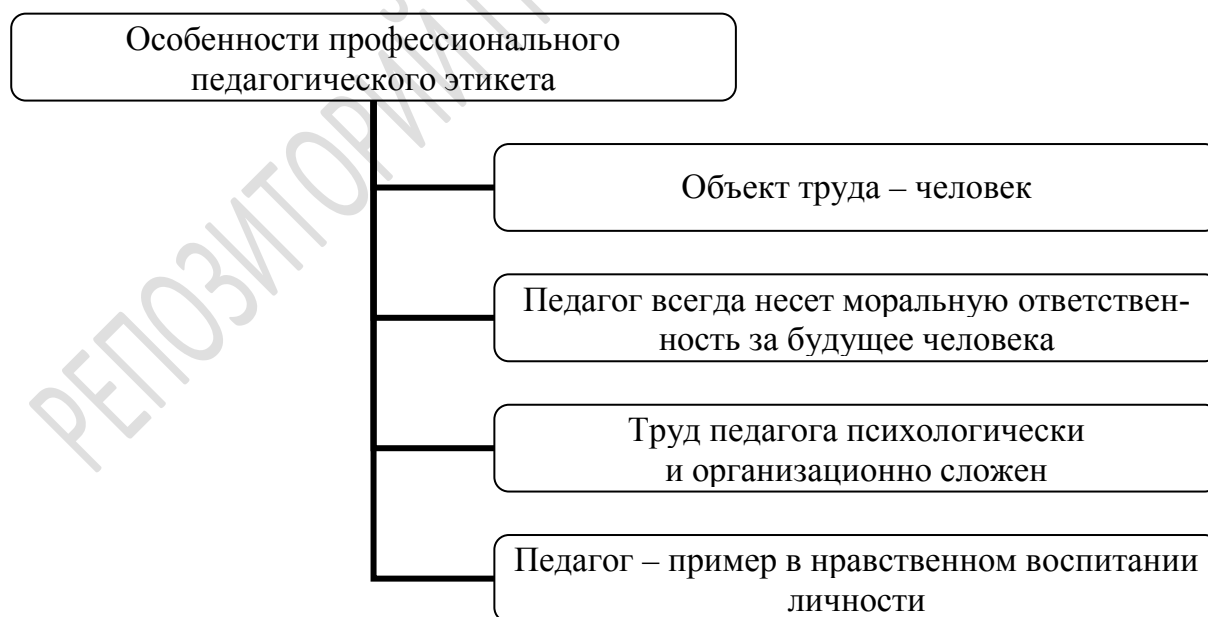 Особенности профессионального
педагогического этикета
Объект труда – человек
Педагог всегда несет моральную ответствен-
ность за будущее человека
Труд педагога психологически
и организационно сложен
Педагог – пример в нравственном воспитании
личности
РЕПОЗИТОРИЙ